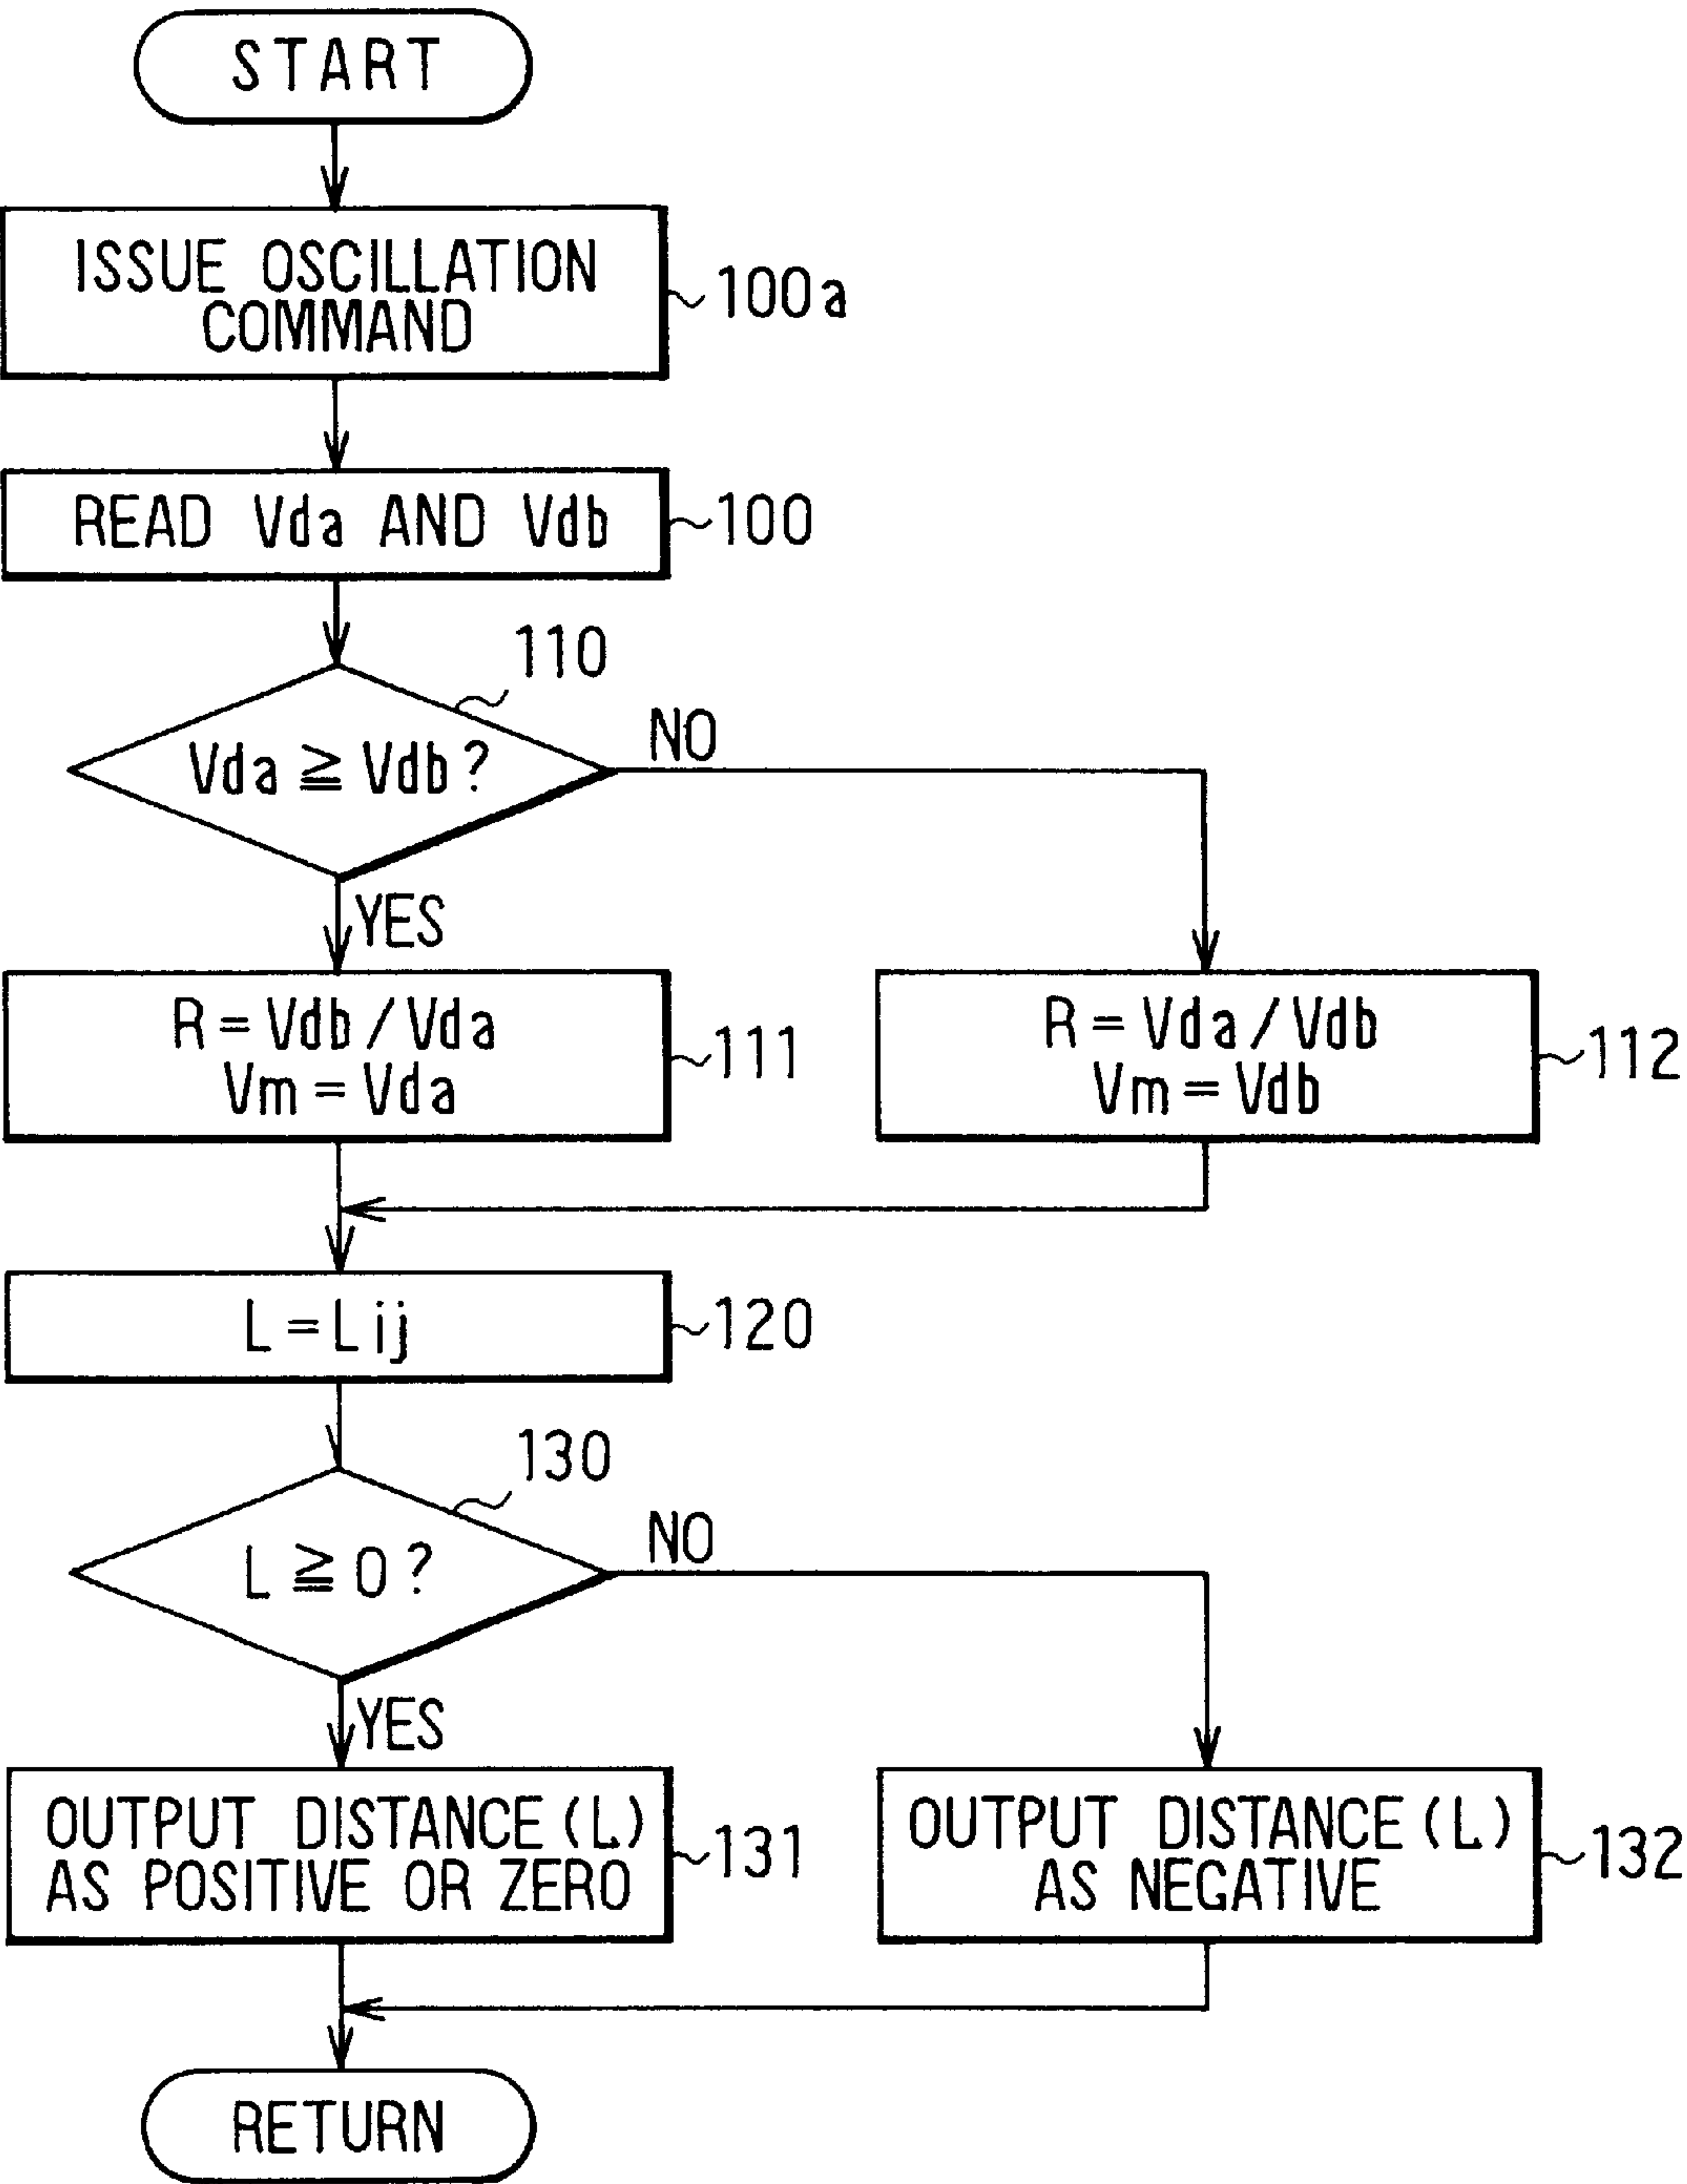 START
ISSUE OSCILLATION
COMMAND
100a
READ Vda AND Vdb
100
110
Vda ≧ Vdb?
NO
YES
R = Vdb / Vda
Vm = Vda
111
R = Vda / Vdb
Vm = Vdb
112
L = Lij
120
130
L ≧ 0?
NO
YES
OUTPUT DISTANCE (L)
AS POSITIVE OR ZERO
131
OUTPUT DISTANCE (L)
AS NEGATIVE
132
RETURN